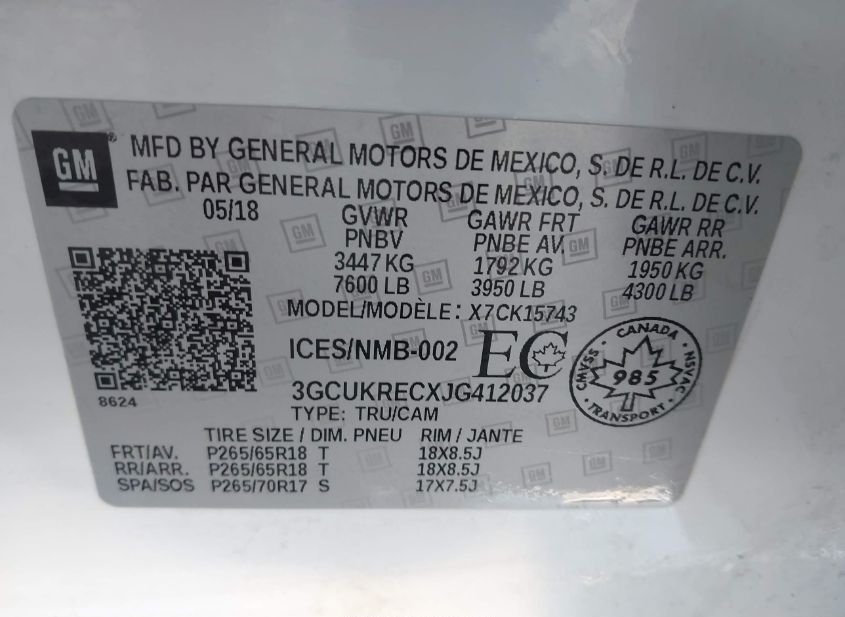 GM® MFD BY GENERAL MOTORS DE MEXICO, S. DE R.L. DE C.V.
FAB. PAR GENERAL MOTORS DE MEXICO, S. DE R.L. DE C.V.
05/18 GVWR GAWR FRT GAWR RR
PNBV PNBE AV. PNBE ARR.
3447 KG 1792 KG 1950 KG
7600 LB 3950 LB 4300 LB
MODEL/MODÈLE: X7CK15743
ICES/NMB-002 EC
CANADA
CMVSS 985 NSVAC
TRANSPORT
3GCUKRECXJG412037
8624
TYPE: TRU/CAM
TIRE SIZE / DIM. PNEU RIM / JANTE
FRT/AV. P265/65R18 T 18X8.5J
RR/ARR. P265/65R18 T 18X8.5J
SPA/SOS P265/70R17 S 17X7.5J